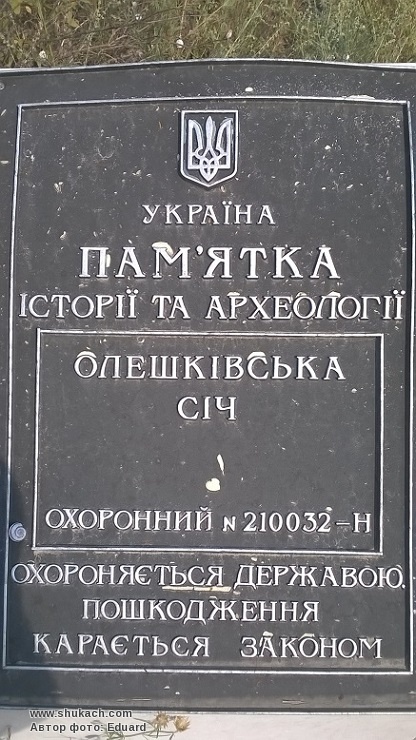 УКРАЇНА
ПАМ'ЯТКА
ІСТОРІЇ ТА АРХЕОЛОГІЇ
ОЛЕШКІВСЬКА
СІЧ
ОХОРОННИЙ N 210032-Н
ОХОРОНЯЄТЬСЯ ДЕРЖАВОЮ.
ПОШКОДЖЕННЯ
КАРАЄТЬСЯ ЗАКОНОМ
www.shukach.com
Автор фото: Eduard